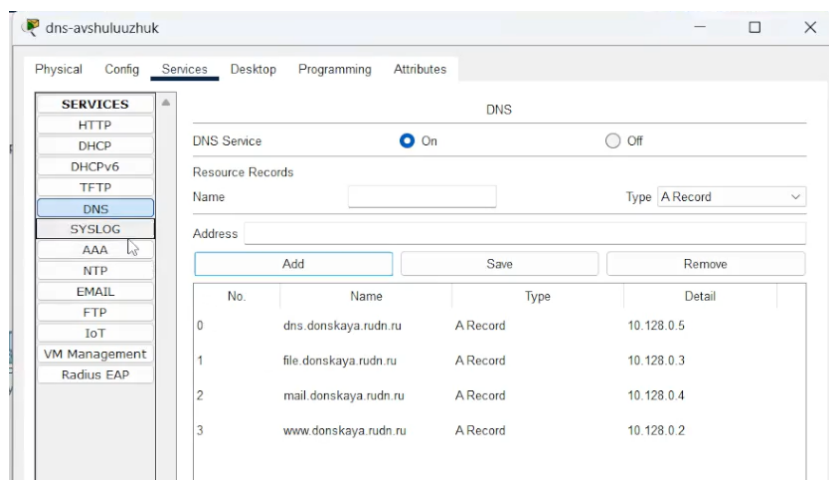 dns-avshuluuzhuk
Physical Config Services Desktop Programming Attributes
SERVICES
HTTP
DHCP
DHCPv6
TFTP
DNS
SYSLOG
AAA
NTP
EMAIL
FTP
IoT
VM Management
Radius EAP
DNS
DNS Service On Off
Resource Records
Name Type A Record
Address
Add Save Remove
No. Name Type Detail
0 dns.donskaya.rudn.ru A Record 10.128.0.5
1 file.donskaya.rudn.ru A Record 10.128.0.3
2 mail.donskaya.rudn.ru A Record 10.128.0.4
3 www.donskaya.rudn.ru A Record 10.128.0.2